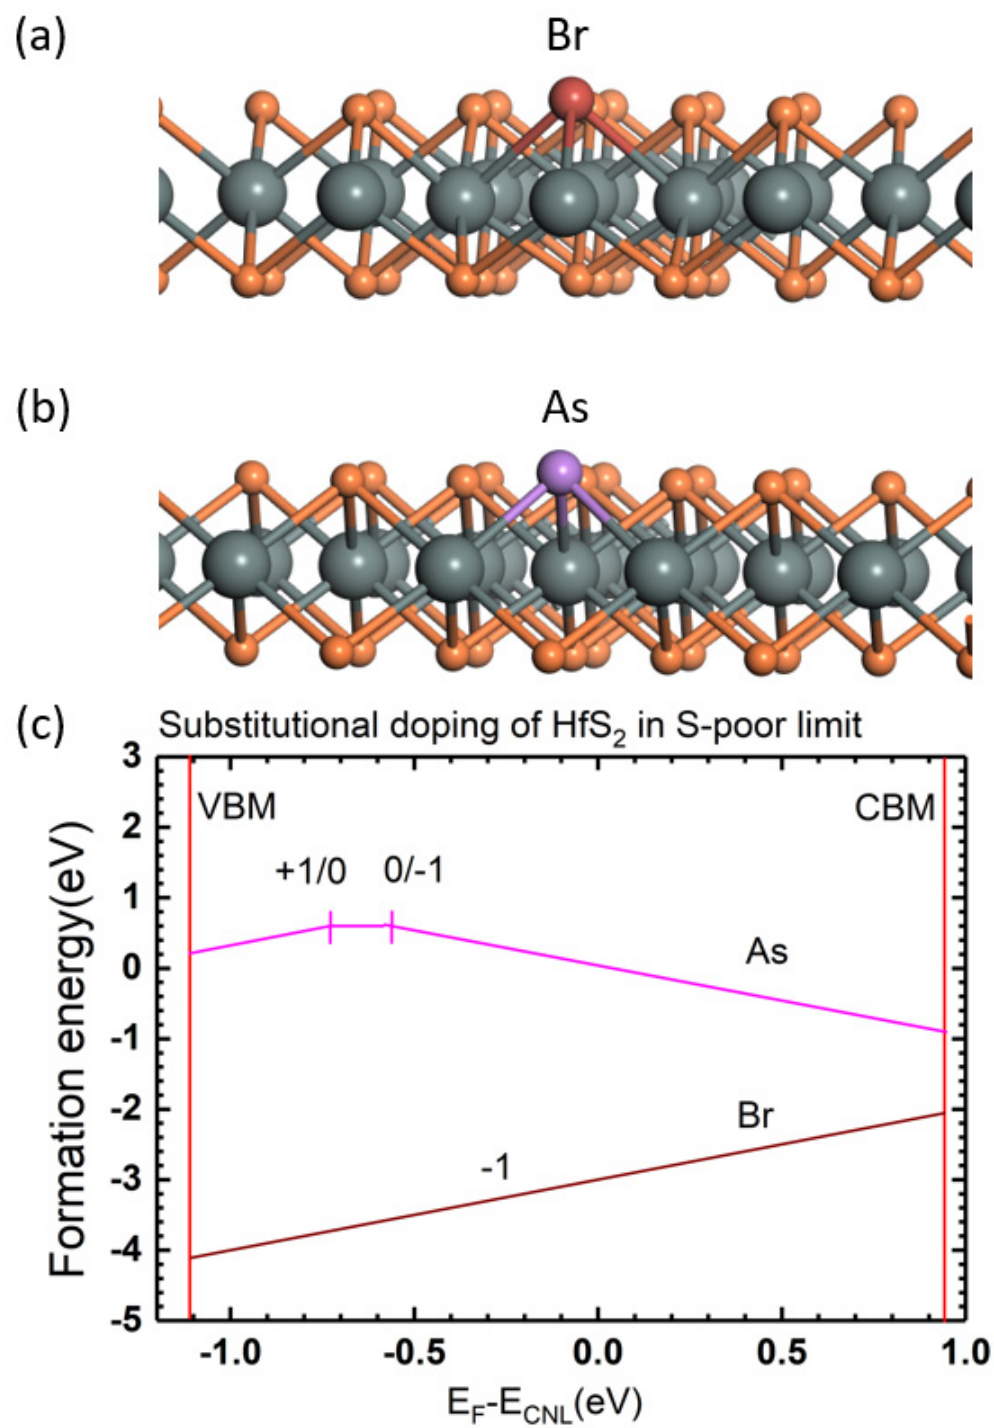 (a)
Br
(b)
As
(c)
Substitutional doping of HfS₂ in S-poor limit
3
VBM
CBM
2
+1/0
0/-1
1
0
As
-1
-2
Br
-1
-3
-4
-5
-1.0
-0.5
0.0
0.5
1.0
Formation energy(eV)
E_F-E_CNL(eV)